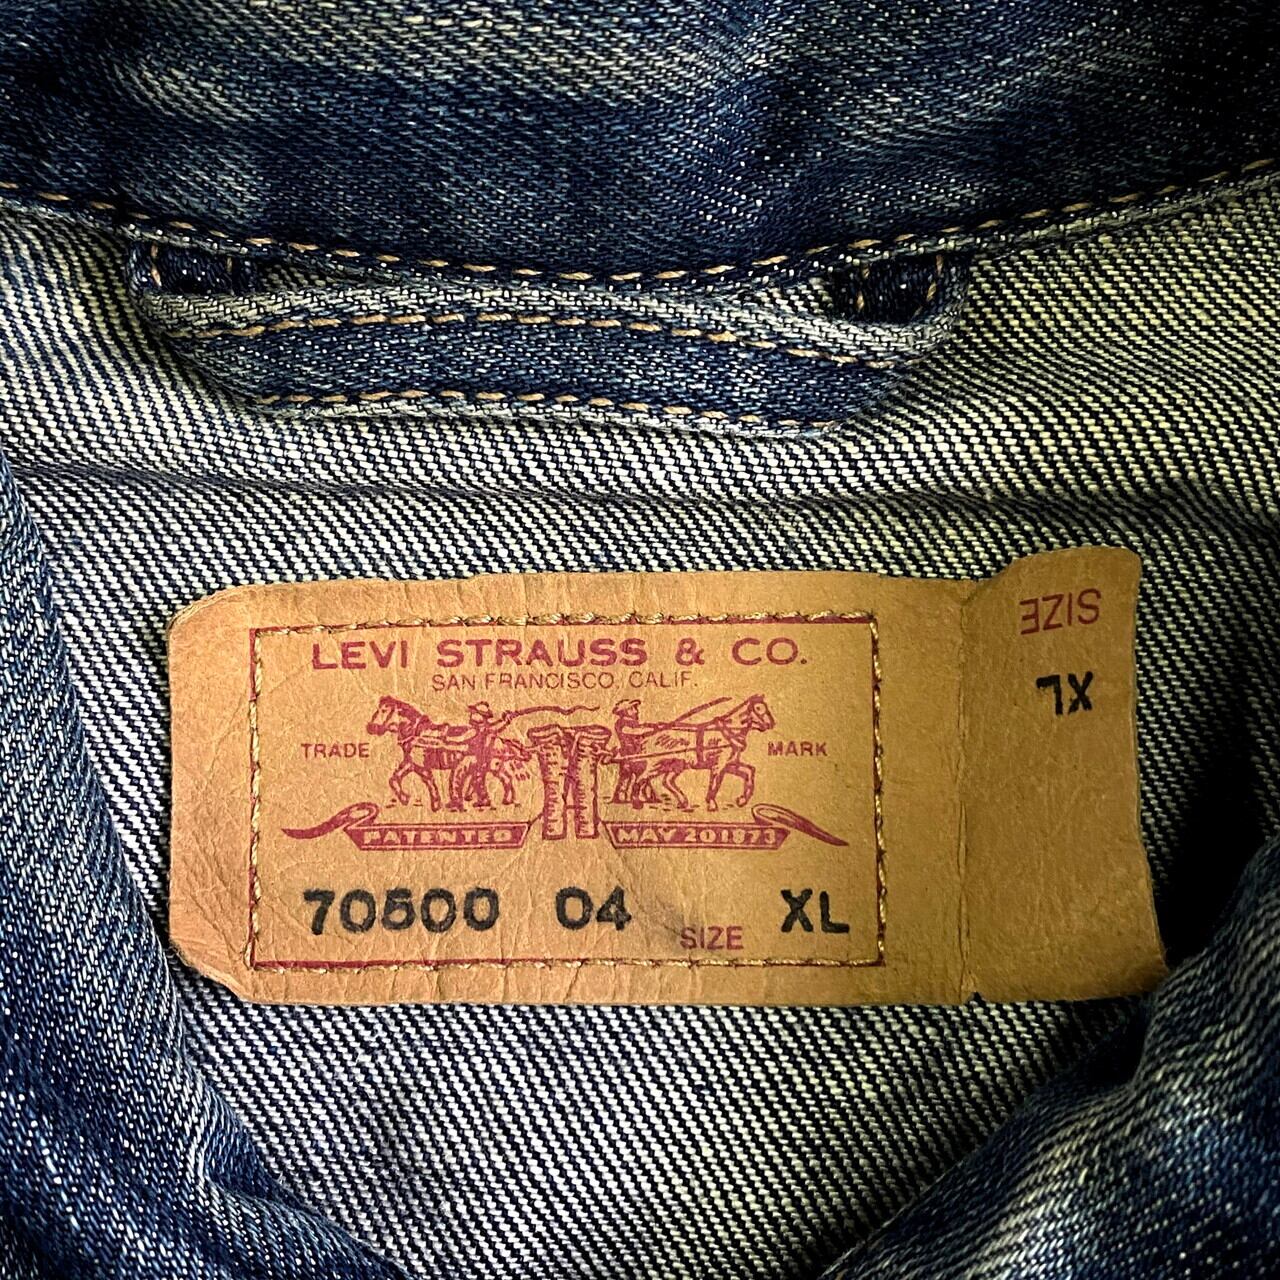 LEVI STRAUSS & CO.
SAN FRANCISCO, CALIF.
TRADE MARK
PATENTED MAY 20 1873
70500 04 SIZE XL
SIZE
XL